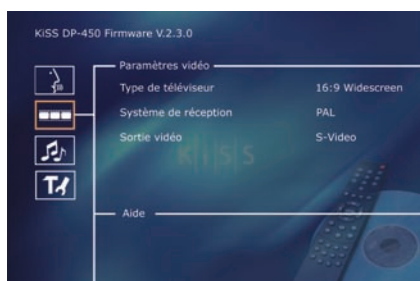 KiSS DP-450 Firmware V.2.3.0
Paramètres vidéo
Type de téléviseur 16:9 Widescreen
Système de réception PAL
Sortie vidéo S-Video
KiSS
Aide